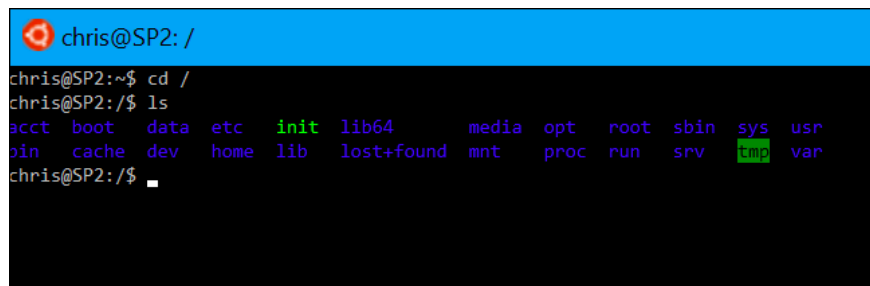 chris@SP2: /
chris@SP2:~$ cd /
chris@SP2:/$ ls
acct boot data etc init lib64 media opt root sbin sys usr
bin cache dev home lib lost+found mnt proc run srv tmp var
chris@SP2:/$